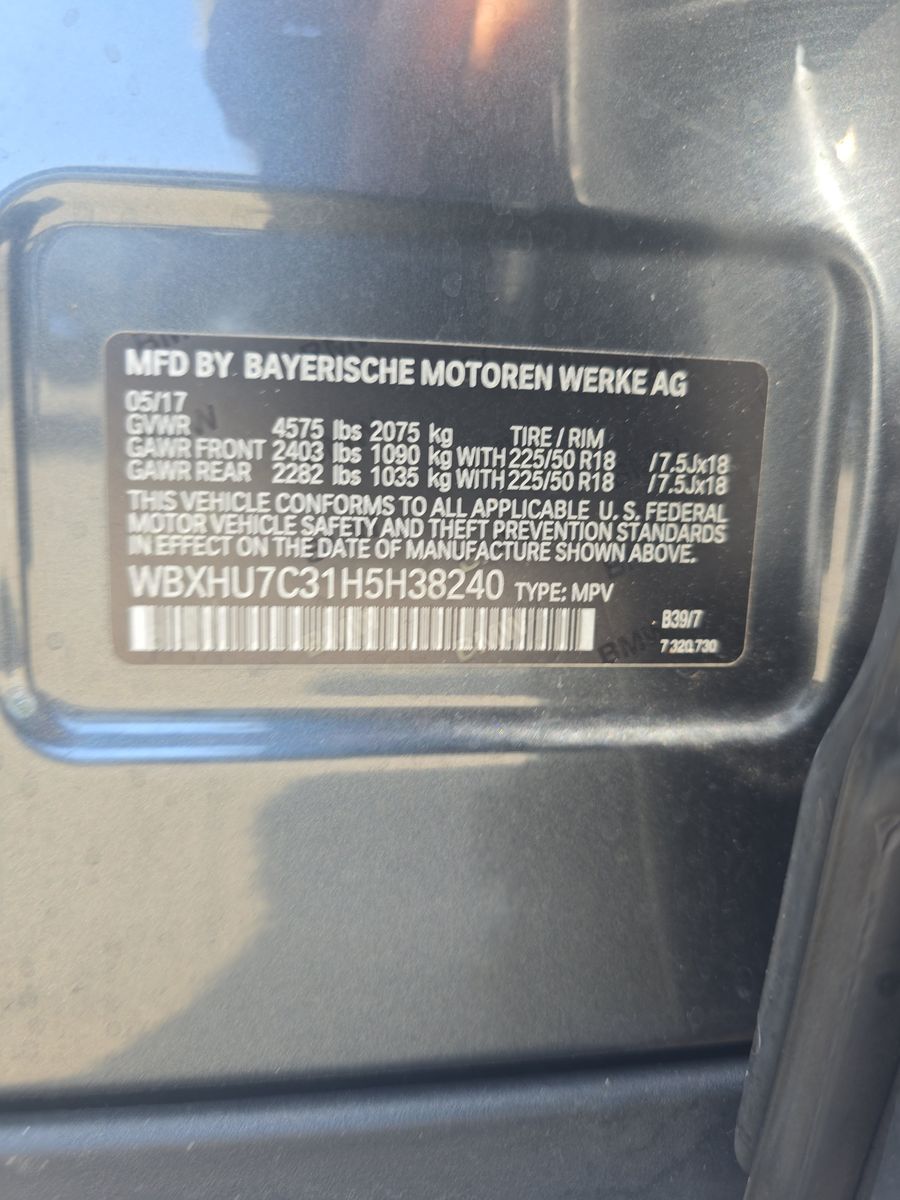 MFD BY BAYERISCHE MOTOREN WERKE AG
05/17
GVWR 4575 lbs 2075 kg TIRE / RIM
GAWR FRONT 2403 lbs 1090 kg WITH 225/50 R18 /7.5Jx18
GAWR REAR 2282 lbs 1035 kg WITH 225/50 R18 /7.5Jx18
THIS VEHICLE CONFORMS TO ALL APPLICABLE U. S. FEDERAL
MOTOR VEHICLE SAFETY AND THEFT PREVENTION STANDARDS
IN EFFECT ON THE DATE OF MANUFACTURE SHOWN ABOVE.
WBXHU7C31H5H38240 TYPE: MPV
B39/7
7 320 730